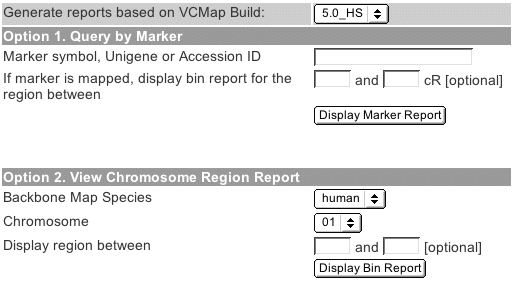 Generate reports based on VCMap Build: 5.0_HS
Option 1. Query by Marker
Marker symbol, Unigene or Accession ID
If marker is mapped, display bin report for the and cR [optional]
region between
Display Marker Report
Option 2. View Chromosome Region Report
Backbone Map Species human
Chromosome 01
Display region between and [optional]
Display Bin Report